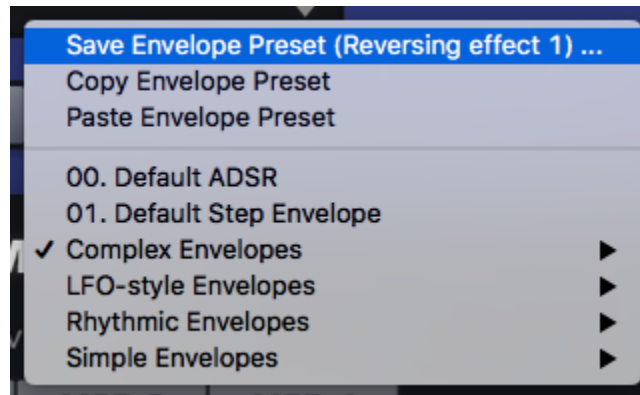 Save Envelope Preset (Reversing effect 1) ...
Copy Envelope Preset
Paste Envelope Preset
00. Default ADSR
01. Default Step Envelope
✓ Complex Envelopes ▶
LFO-style Envelopes ▶
Rhythmic Envelopes ▶
Simple Envelopes ▶